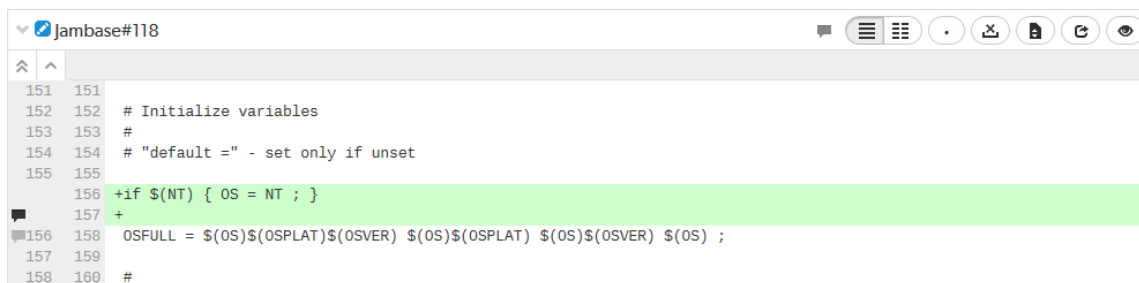 Jambase#118
151 151
152 152 # Initialize variables
153 153 #
154 154 # "default =" - set only if unset
155 155
156 +if $(NT) { OS = NT ; }
157 +
156 158 OSFULL = $(OS)$(OSPLAT)$(OSVER) $(OS)$(OSPLAT) $(OS)$(OSVER) $(OS) ;
157 159
158 160 #